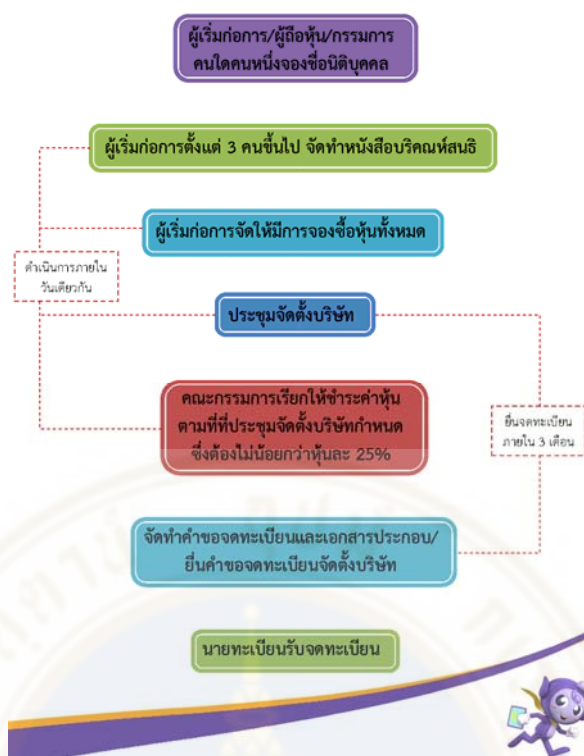 ผู้เริ่มก่อการ/ผู้ถือหุ้น/กรรมการ
คนใดคนหนึ่งจองชื่อนิติบุคคล
ผู้เริ่มก่อการตั้งแต่ 3 คนขึ้นไป จัดทำหนังสือบริคณห์สนธิ
ผู้เริ่มก่อการจัดให้มีการจองซื้อหุ้นทั้งหมด
ดำเนินการภายใน
วันเดียวกัน
ประชุมจัดตั้งบริษัท
คณะกรรมการเรียกให้ชำระค่าหุ้น
ตามที่ที่ประชุมจัดตั้งบริษัทกำหนด
ซึ่งต้องไม่น้อยกว่าหุ้นละ 25%
ยื่นจดทะเบียน
ภายใน 3 เดือน
จัดทำคำขอจดทะเบียนและเอกสารประกอบ/
ยื่นคำขอจดทะเบียนจัดตั้งบริษัท
นายทะเบียนรับจดทะเบียน